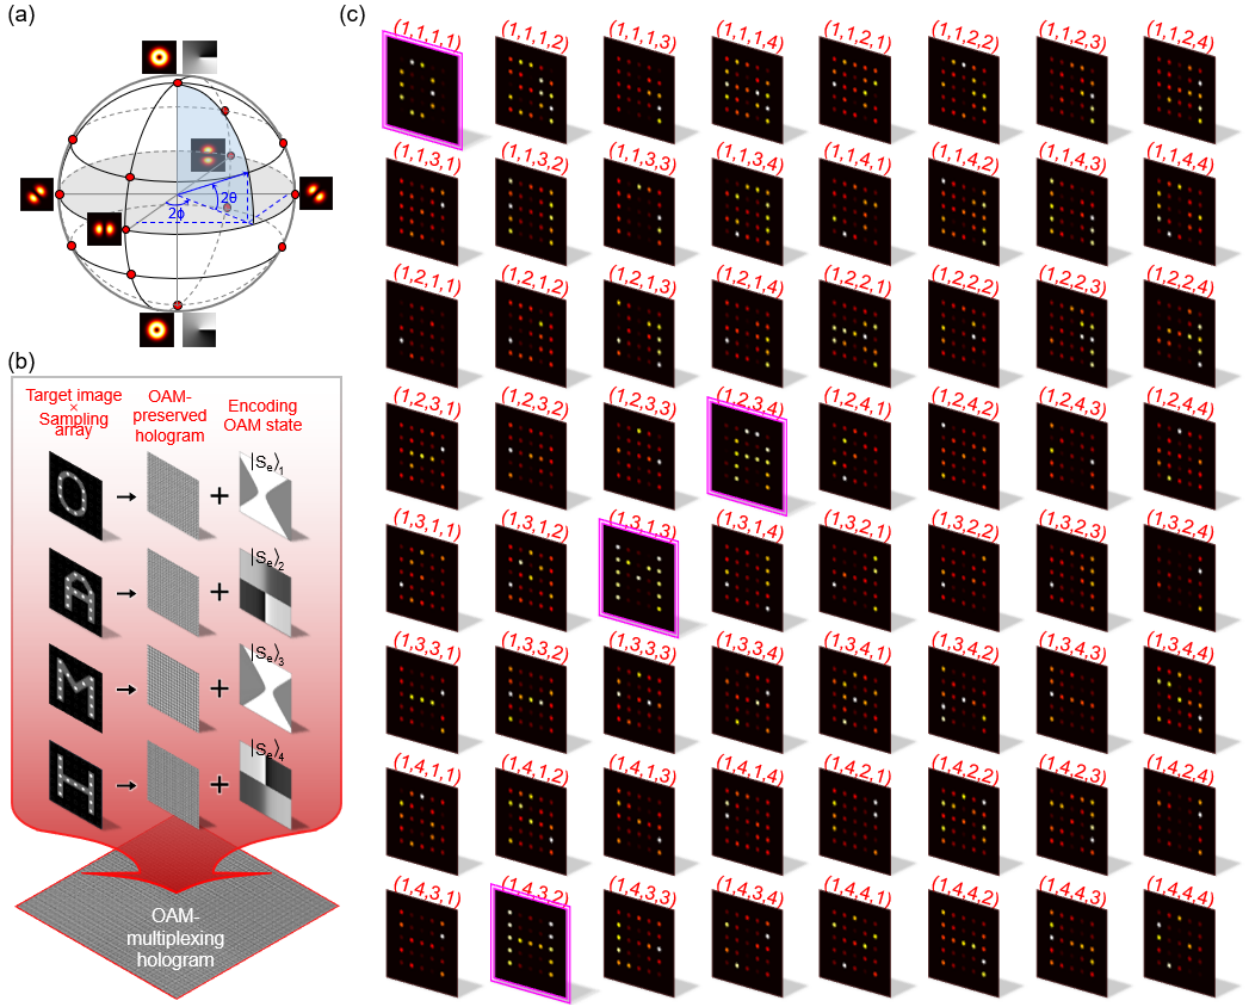 (a)
2θ
2ϕ
(b)
Target image
×
Sampling
array
OAM-
preserved
hologram
Encoding
OAM state
O
→
+
|Sₑ⟩₁
A
→
+
|Sₑ⟩₂
M
→
+
|Sₑ⟩₃
H
→
+
|Sₑ⟩₄
OAM-
multiplexing
hologram
(c)
(1,1,1,1) (1,1,1,2) (1,1,1,3) (1,1,1,4) (1,1,2,1) (1,1,2,2) (1,1,2,3) (1,1,2,4)
(1,1,3,1) (1,1,3,2) (1,1,3,3) (1,1,3,4) (1,1,4,1) (1,1,4,2) (1,1,4,3) (1,1,4,4)
(1,2,1,1) (1,2,1,2) (1,2,1,3) (1,2,1,4) (1,2,2,1) (1,2,2,2) (1,2,2,3) (1,2,2,4)
(1,2,3,1) (1,2,3,2) (1,2,3,3) (1,2,3,4) (1,2,4,1) (1,2,4,2) (1,2,4,3) (1,2,4,4)
(1,3,1,1) (1,3,1,2) (1,3,1,3) (1,3,1,4) (1,3,2,1) (1,3,2,2) (1,3,2,3) (1,3,2,4)
(1,3,3,1) (1,3,3,2) (1,3,3,3) (1,3,3,4) (1,3,4,1) (1,3,4,2) (1,3,4,3) (1,3,4,4)
(1,4,1,1) (1,4,1,2) (1,4,1,3) (1,4,1,4) (1,4,2,1) (1,4,2,2) (1,4,2,3) (1,4,2,4)
(1,4,3,1) (1,4,3,2) (1,4,3,3) (1,4,3,4) (1,4,4,1) (1,4,4,2) (1,4,4,3) (1,4,4,4)